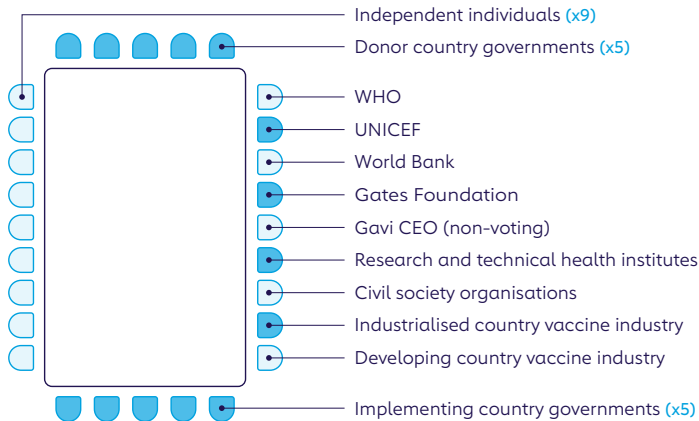 Independent individuals (x9)
Donor country governments (x5)
WHO
UNICEF
World Bank
Gates Foundation
Gavi CEO (non-voting)
Research and technical health institutes
Civil society organisations
Industrialised country vaccine industry
Developing country vaccine industry
Implementing country governments (x5)